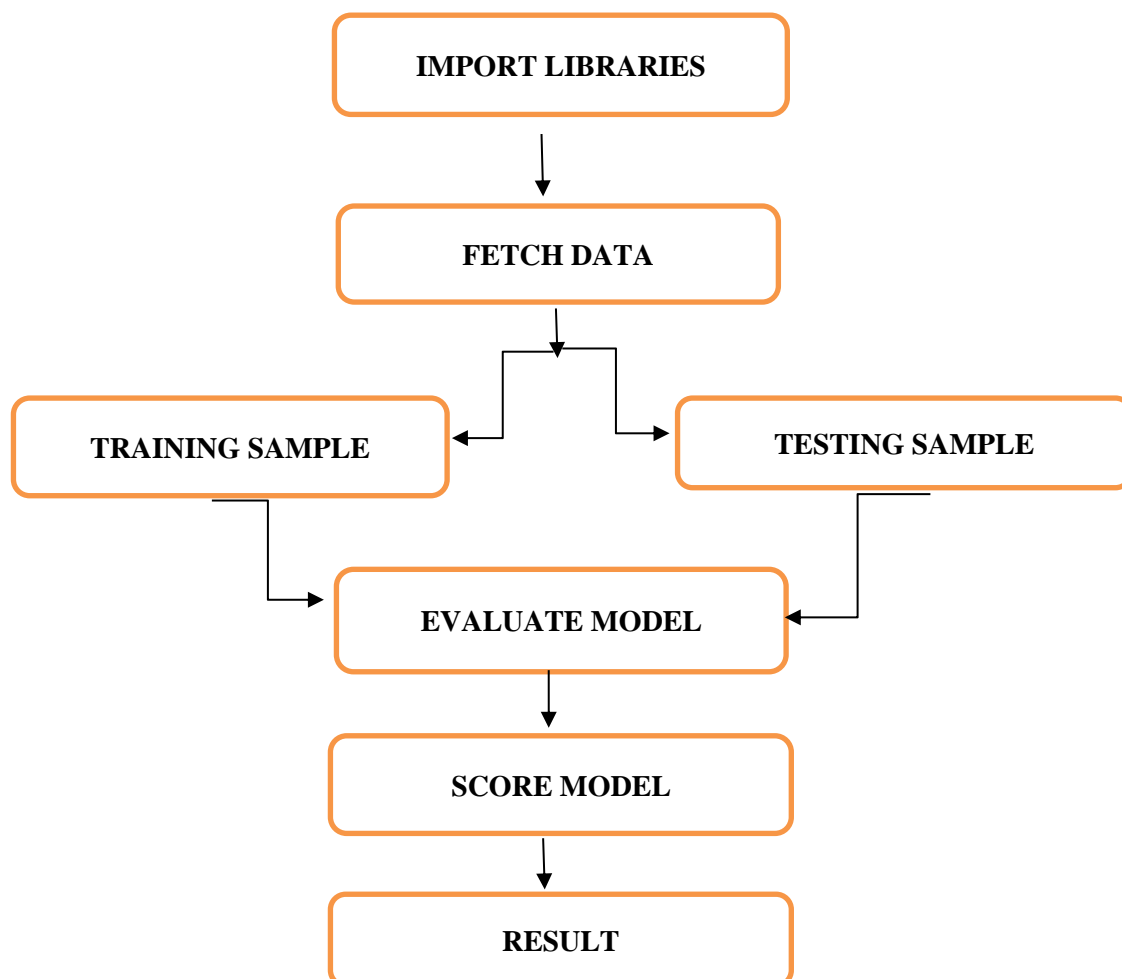 IMPORT LIBRARIES
FETCH DATA
TRAINING SAMPLE
TESTING SAMPLE
EVALUATE MODEL
SCORE MODEL
RESULT